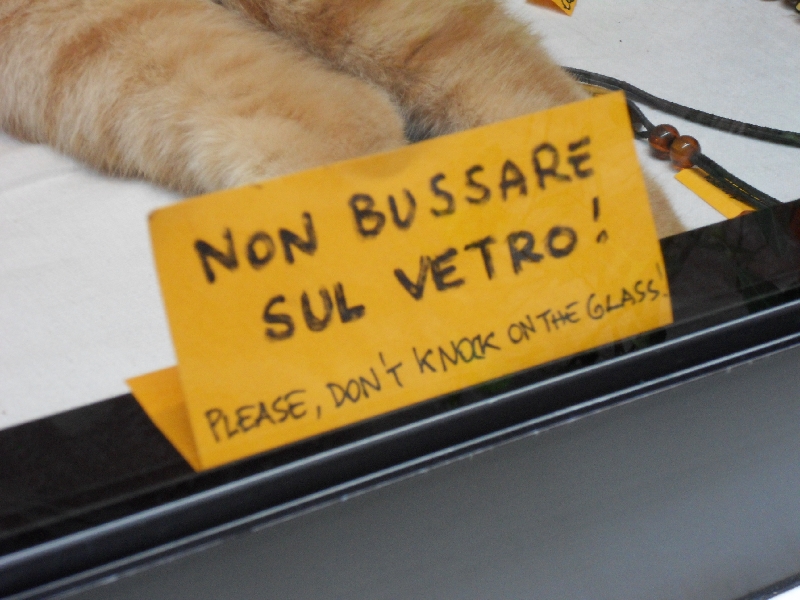 NON BUSSARE
SUL VETRO!
PLEASE, DON'T KNOCK ON THE GLASS!